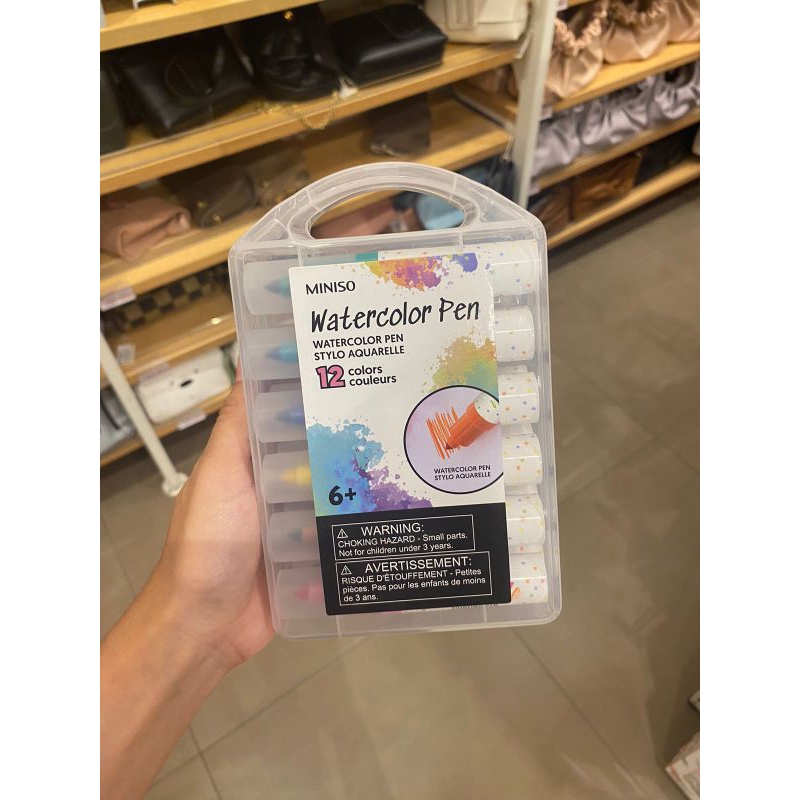 MINISO
Watercolor Pen
WATERCOLOR PEN
STYLO AQUARELLE
12 colors
couleurs
WATERCOLOR PEN
STYLO AQUARELLE
6+
WARNING:
CHOKING HAZARD - Small parts.
Not for children under 3 years.
AVERTISSEMENT:
RISQUE D'ÉTOUFFEMENT - Petites
pièces. Pas pour les enfants de moins
de 3 ans.